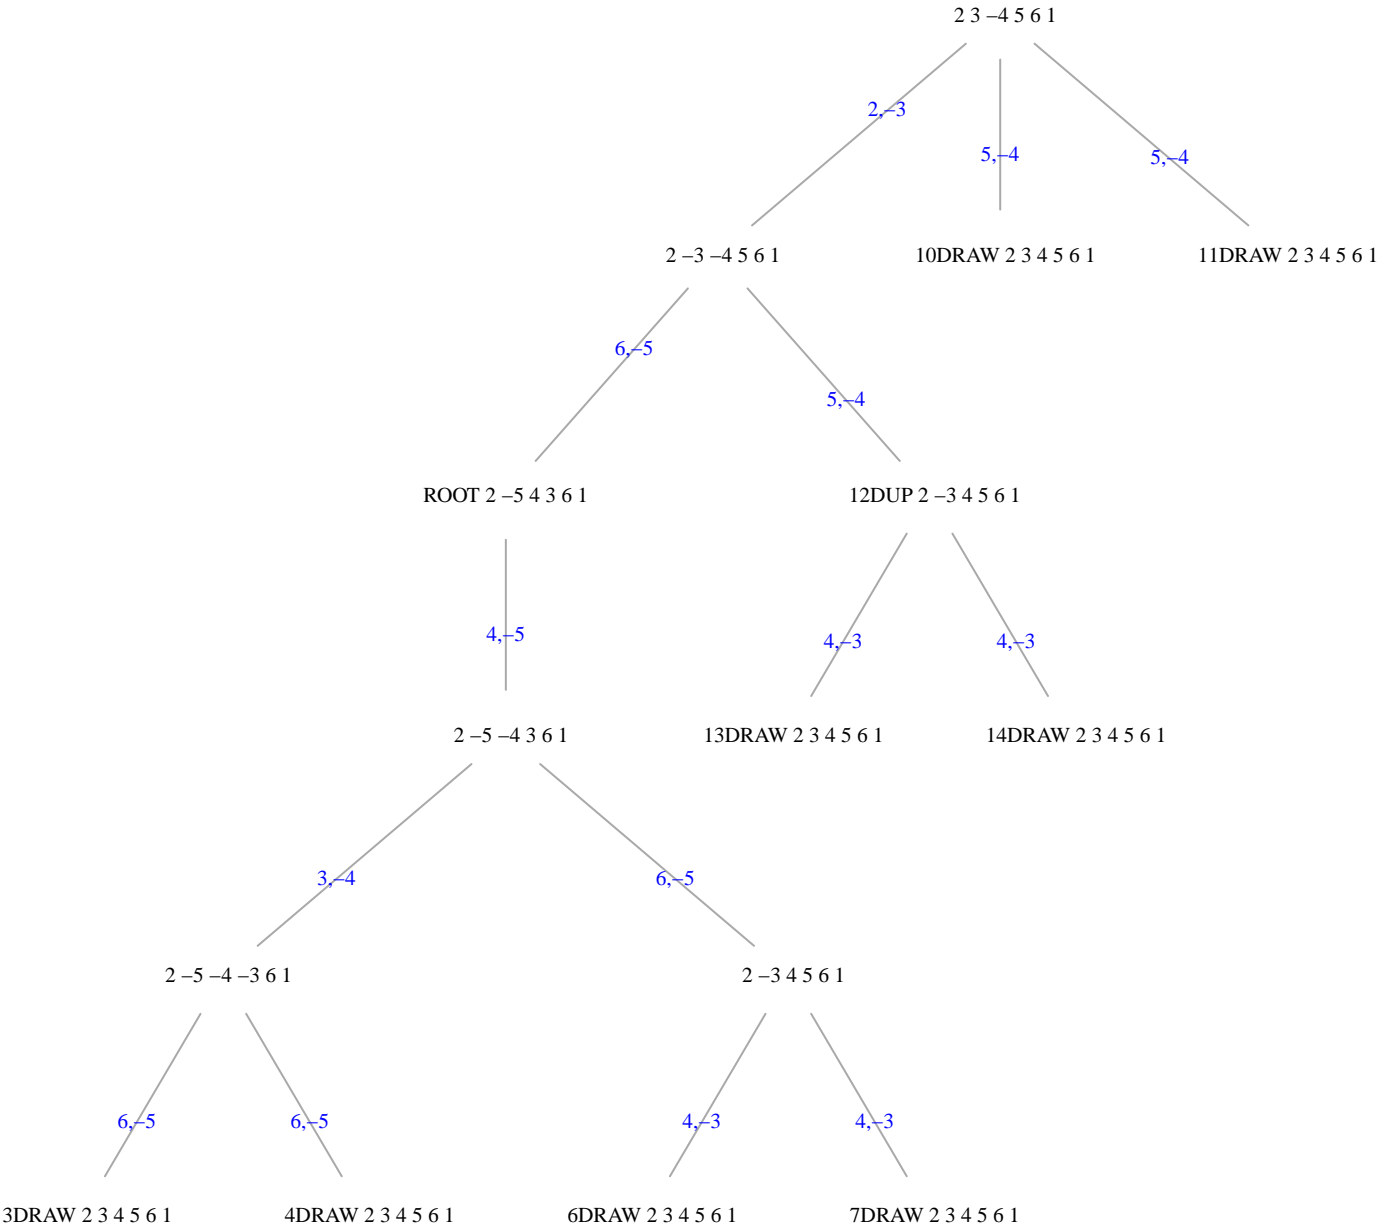 2 3 –4 5 6 1
2,–3
5,–4
5,–4
2 –3 –4 5 6 1
10DRAW 2 3 4 5 6 1
11DRAW 2 3 4 5 6 1
6,–5
5,–4
ROOT 2 –5 4 3 6 1
12DUP 2 –3 4 5 6 1
4,–5
4,–3
4,–3
2 –5 –4 3 6 1
13DRAW 2 3 4 5 6 1
14DRAW 2 3 4 5 6 1
3,–4
6,–5
2 –5 –4 –3 6 1
2 –3 4 5 6 1
6,–5
6,–5
4,–3
4,–3
3DRAW 2 3 4 5 6 1
4DRAW 2 3 4 5 6 1
6DRAW 2 3 4 5 6 1
7DRAW 2 3 4 5 6 1